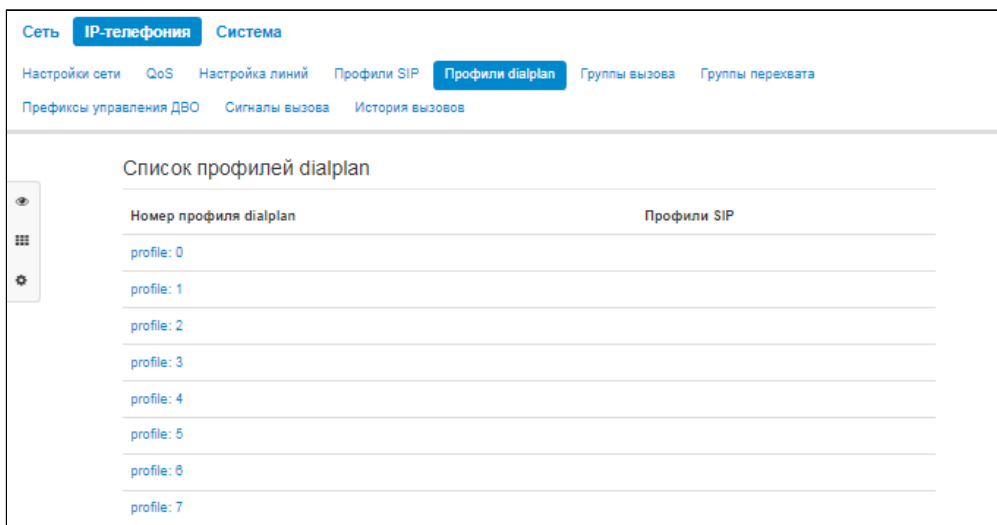 Сеть IP-телефония Система
Настройки сети QoS Настройка линий Профили SIP Профили dialplan Группы вызова Группы перехвата
Префиксы управления ДВО Сигналы вызова История вызовов
Список профилей dialplan
Номер профиля dialplan Профили SIP
profile: 0
profile: 1
profile: 2
profile: 3
profile: 4
profile: 5
profile: 6
profile: 7